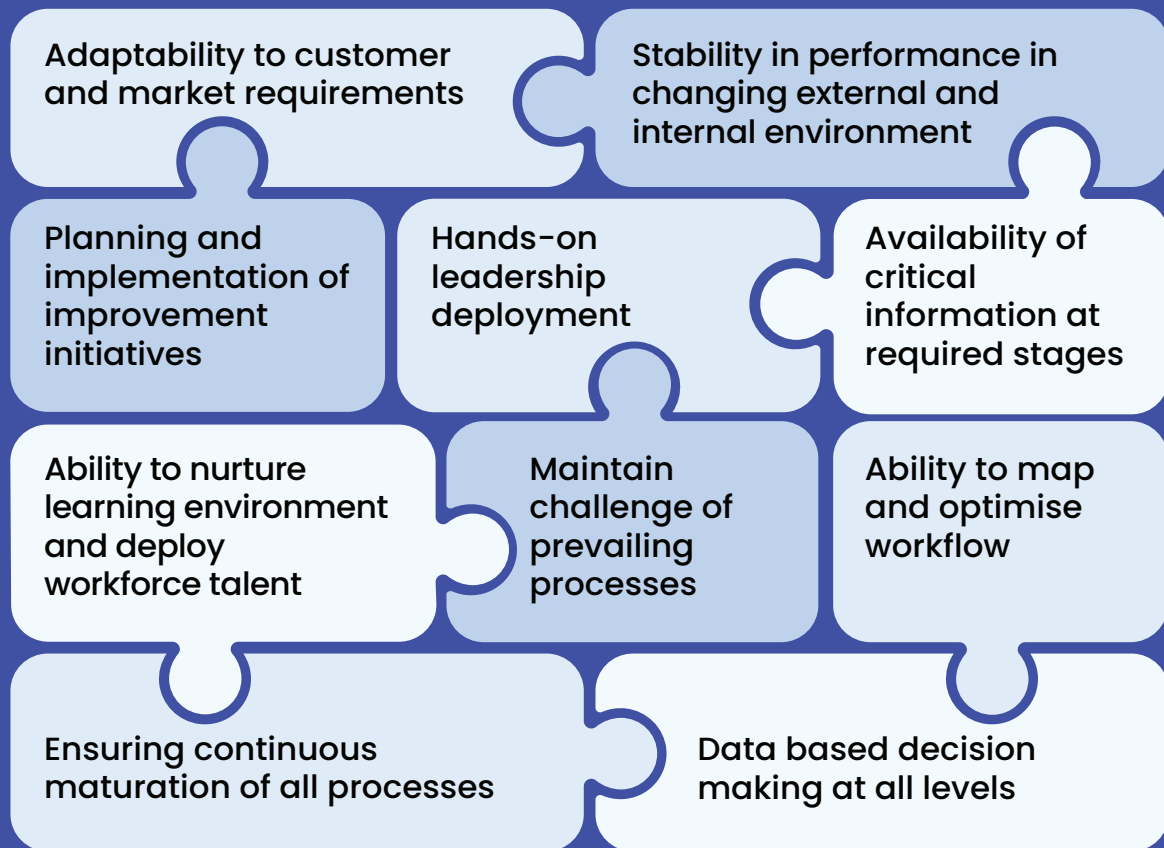 Adaptability to customer
and market requirements
Stability in performance in
changing external and
internal environment
Planning and
implementation of
improvement
initiatives
Hands-on
leadership
deployment
Availability of
critical
information at
required stages
Ability to nurture
learning environment
and deploy
workforce talent
Maintain
challenge of
prevailing
processes
Ability to map
and optimise
workflow
Ensuring continuous
maturation of all processes
Data based decision
making at all levels